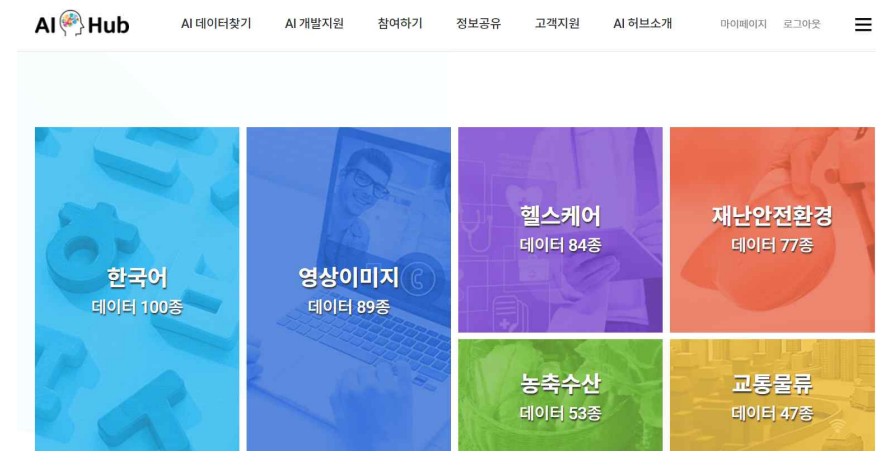 AI Hub
AI 데이터찾기 AI 개발지원 참여하기 정보공유 고객지원 AI 허브소개 마이페이지 로그아웃
한국어
데이터 100종
영상이미지
데이터 89종
헬스케어
데이터 84종
재난안전환경
데이터 77종
농축수산
데이터 53종
교통물류
데이터 47종